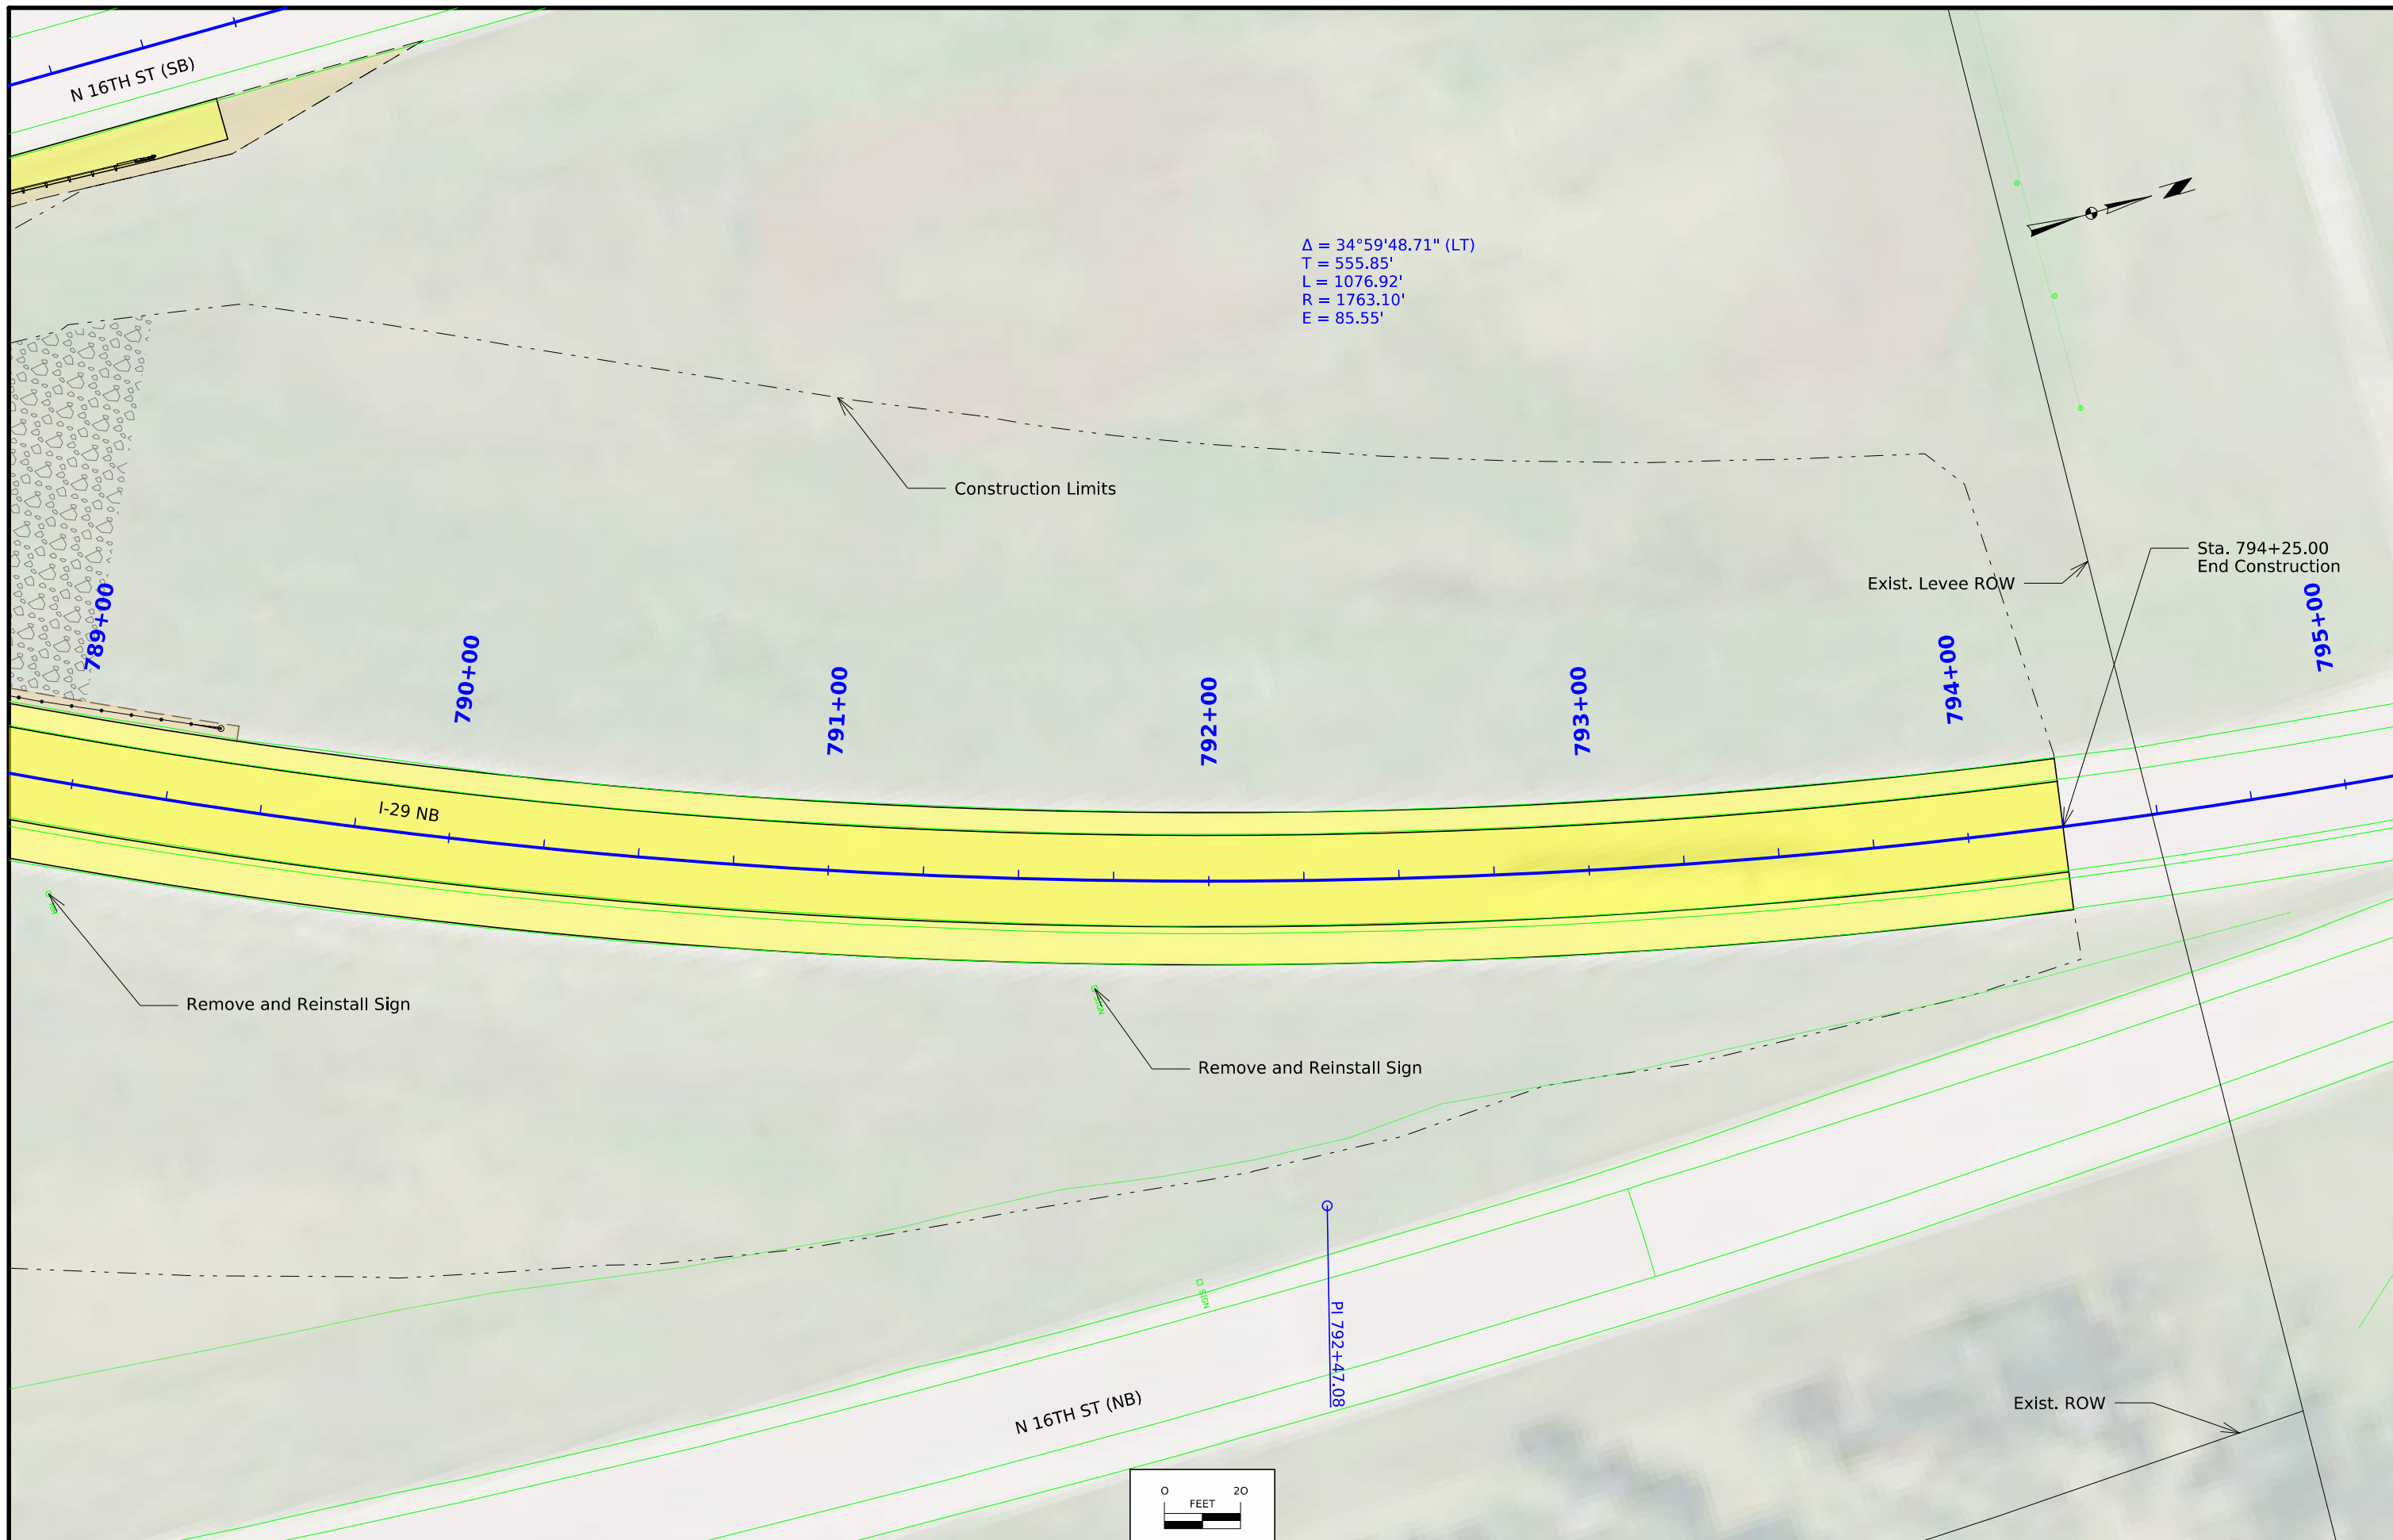 N 16TH ST (SB)
Δ = 34°59'48.71" (LT)
T = 555.85'
L = 1076.92'
R = 1763.10'
E = 85.55'
Construction Limits
Sta. 794+25.00
End Construction
Exist. Levee ROW
789+00
790+00
791+00
792+00
793+00
794+00
795+00
I-29 NB
Remove and Reinstall Sign
SIGN
Remove and Reinstall Sign
SIGN
PI 792+47.08
N 16TH ST (NB)
Exist. ROW
0 20
FEET